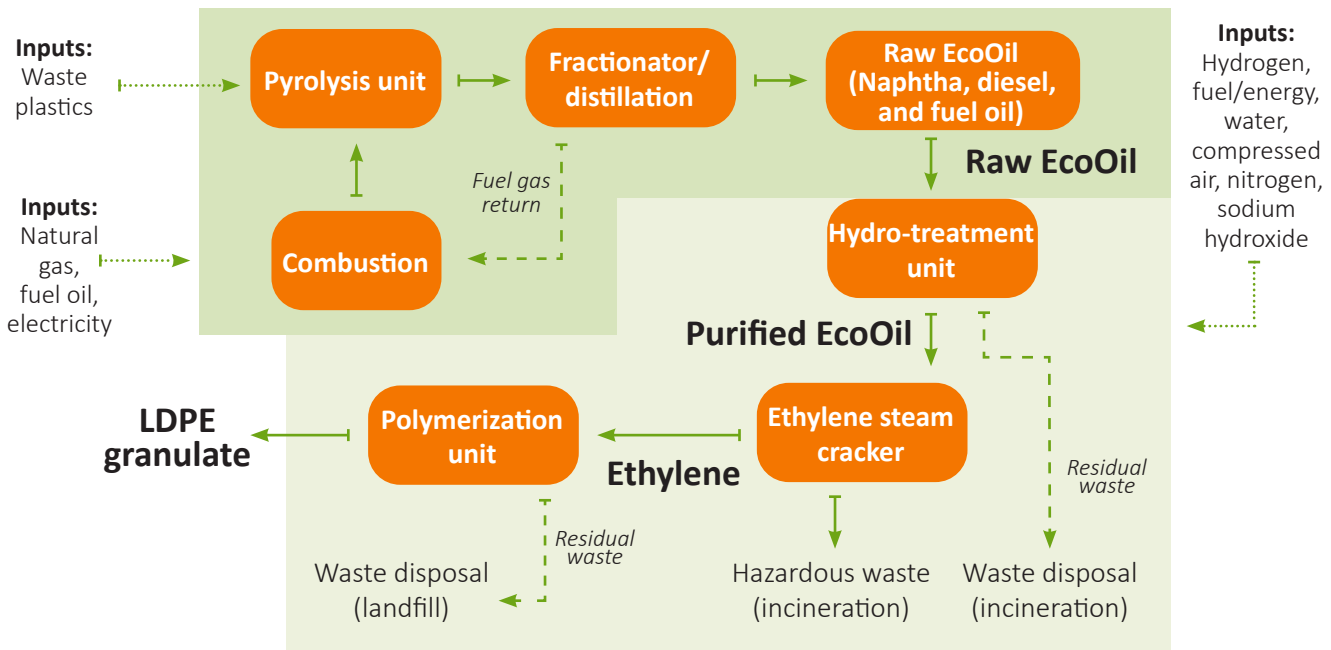 Inputs:
Waste
plastics
Pyrolysis unit
Fractionator/
distillation
Raw EcoOil
(Naphtha, diesel,
and fuel oil)
Inputs:
Hydrogen,
fuel/energy,
water,
compressed
air, nitrogen,
sodium
hydroxide
Raw EcoOil
Fuel gas
return
Inputs:
Natural
gas,
fuel oil,
electricity
Combustion
Hydro-treatment
unit
Purified EcoOil
LDPE
granulate
Polymerization
unit
Ethylene
Ethylene steam
cracker
Residual
waste
Residual
waste
Waste disposal
(landfill)
Hazardous waste
(incineration)
Waste disposal
(incineration)